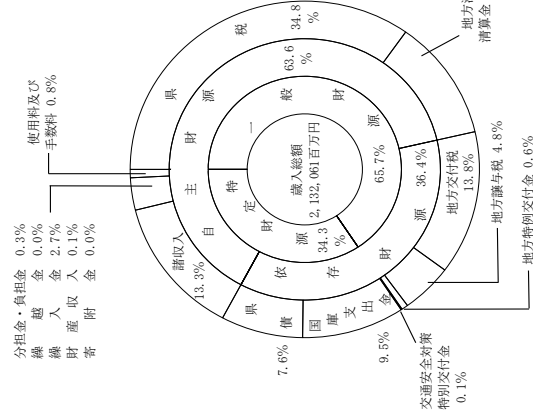 分担金・負担金 0.3%
繰越金 0.0%
繰入金 2.7%
財産収入 0.1%
寄附金 0.0%
使用料及び
手数料 0.8%
県税
34.8
%
地方
清算金
地方交付税
13.8%
地方譲与税 4.8%
地方特例交付金 0.6%
交通安全対策
特別交付金
0.1%
国庫支出金
9.5%
県債
7.6%
諸収入
13.3%
自主財源
63.6
%
依存財源
36.4%
一般財源
65.7%
特定財源
34.3
%
歳入総額
2,132,061百万円